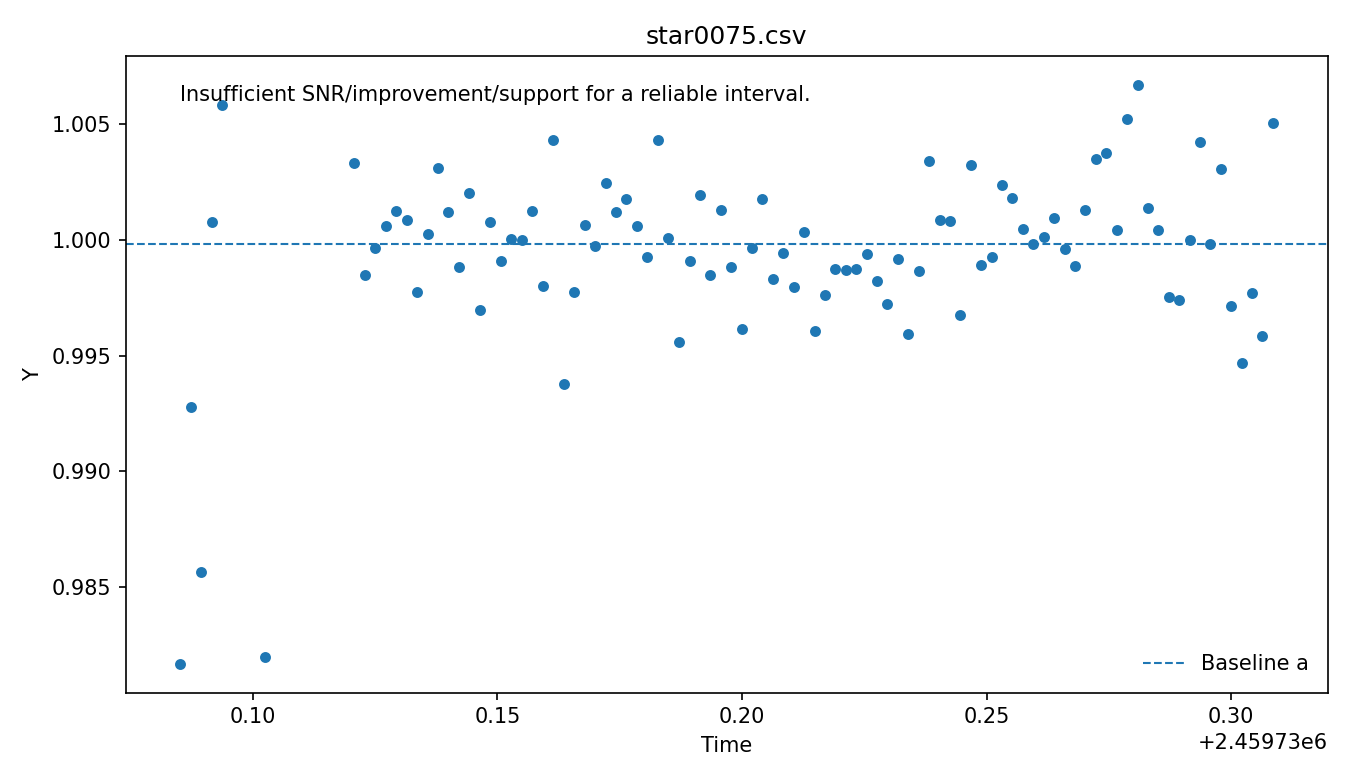 star0075.csv
Insufficient SNR/improvement/support for a reliable interval.
1.005
1.000
0.995
0.990
0.985
Y
Baseline a
0.10 0.15 0.20 0.25 0.30
Time
+2.45973e6